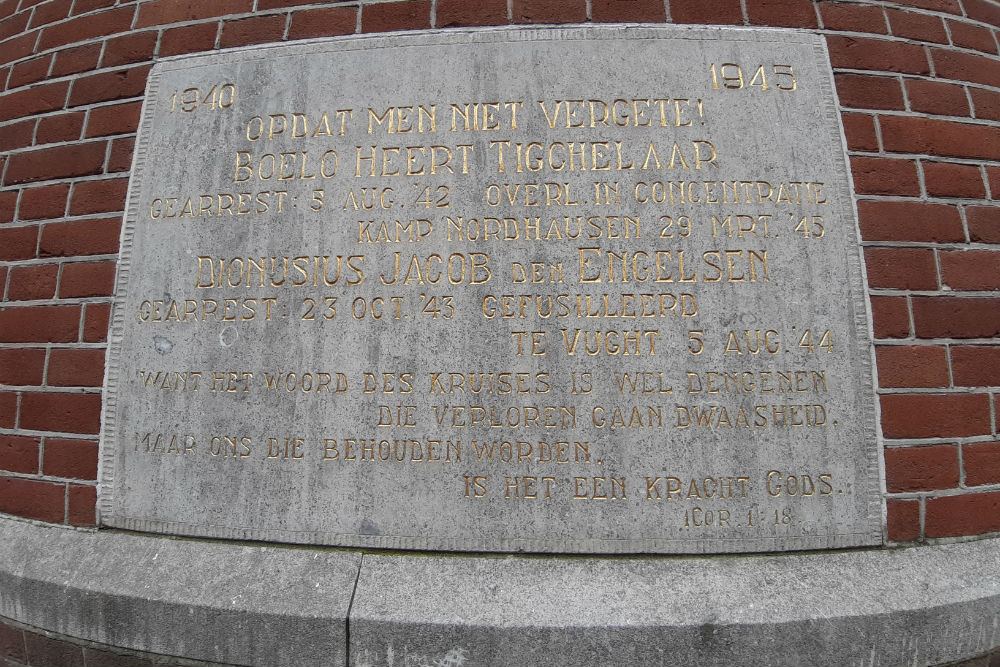 1940 1945
OPDAT MEN NIET VERGETE!
BOELO HEERT TIGCHELAAR
GEARREST: 5 AUG. '42 OVERL. IN CONCENTRATIE
KAMP NORDHAUSEN 29 MRT. '45
DIONUSIUS JACOB DEN ENGELSEN
GEARREST: 23 OCT. '43 GEFUSILLEERD
TE VUGHT 5 AUG. '44
"WANT HET WOORD DES KRUISES IS WEL DENGENEN
DIE VERLOREN GAAN DWAASHEID.
MAAR ONS DIE BEHOUDEN WORDEN,
IS HET EEN KRACHT GODS.
1 COR. 1:18